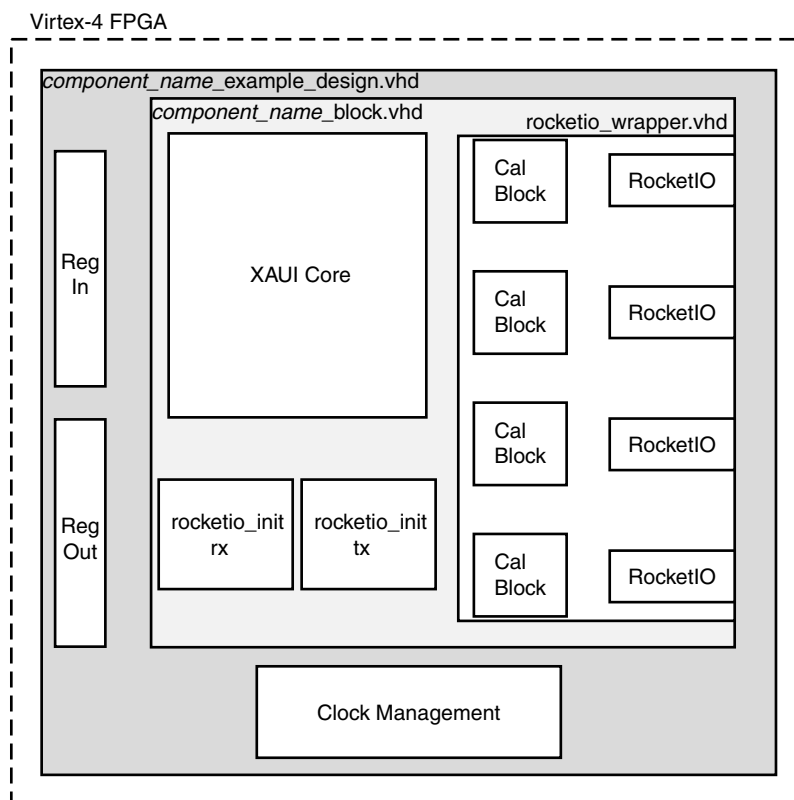 Virtex-4 FPGA
component_name_example_design.vhd
component_name_block.vhd
rocketio_wrapper.vhd
Reg
In
XAUI Core
Cal
Block
RocketIO
Cal
Block
RocketIO
Cal
Block
RocketIO
Reg
Out
rocketio_init
rx
rocketio_init
tx
Cal
Block
RocketIO
Clock Management